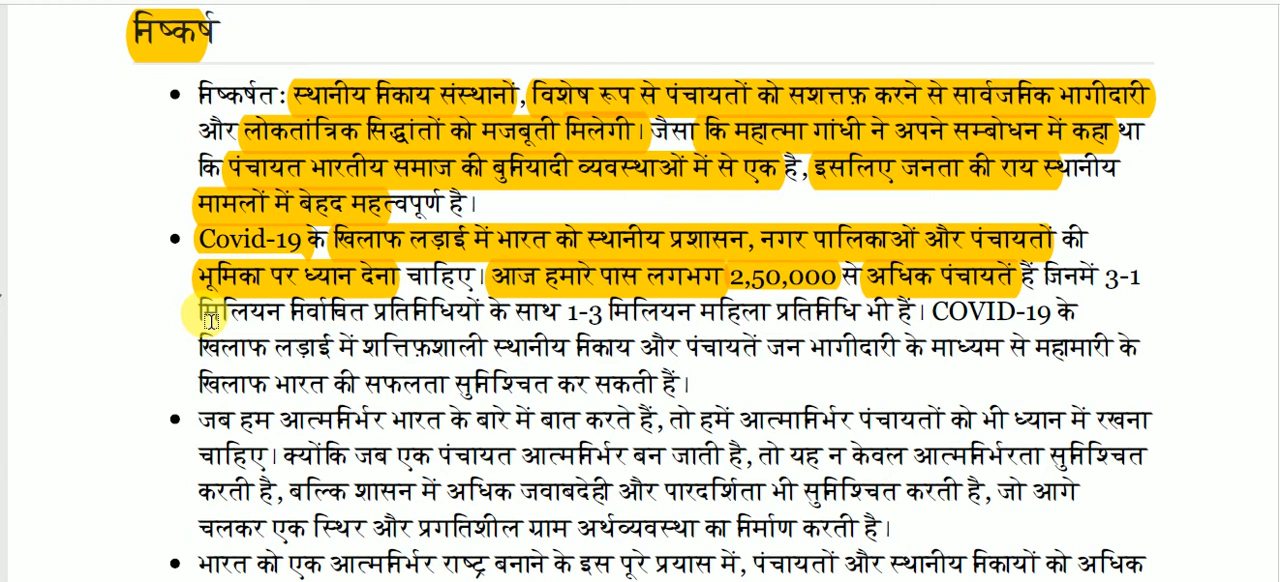 निष्कर्ष
• निष्कर्षत: स्थानीय निकाय संस्थानों, विशेष रूप से पंचायतों को सशत्तफ़ करने से सार्वजनिक भागीदारी
और लोकतांत्रिक सिद्धांतों को मजबूती मिलेगी। जैसा कि महात्मा गांधी ने अपने सम्बोधन में कहा था
कि पंचायत भारतीय समाज की बुनियादी व्यवस्थाओं में से एक है, इसलिए जनता की राय स्थानीय
मामलों में बेहद महत्वपूर्ण है।
• Covid-19 के खिलाफ लड़ाई में भारत को स्थानीय प्रशासन, नगर पालिकाओं और पंचायतों की
भूमिका पर ध्यान देना चाहिए। आज हमारे पास लगभग 2,50,000 से अधिक पंचायतें हैं जिनमें 3-1
मिलियन निर्वाचित प्रतिनिधियों के साथ 1-3 मिलियन महिला प्रतिनिधि भी हैं। COVID-19 के
खिलाफ लड़ाई में शत्तिफ़शाली स्थानीय निकाय और पंचायतें जन भागीदारी के माध्यम से महामारी के
खिलाफ भारत की सफलता सुनिश्चित कर सकती हैं।
• जब हम आत्मनिर्भर भारत के बारे में बात करते हैं, तो हमें आत्मानिर्भर पंचायतों को भी ध्यान में रखना
चाहिए। क्योंकि जब एक पंचायत आत्मनिर्भर बन जाती है, तो यह न केवल आत्मनिर्भरता सुनिश्चित
करती है, बल्कि शासन में अधिक जवाबदेही और पारदर्शिता भी सुनिश्चित करती है, जो आगे
चलकर एक स्थिर और प्रगतिशील ग्राम अर्थव्यवस्था का निर्माण करती है।
• भारत को एक आत्मनिर्भर राष्ट्र बनाने के इस पूरे प्रयास में, पंचायतों और स्थानीय निकायों को अधिक